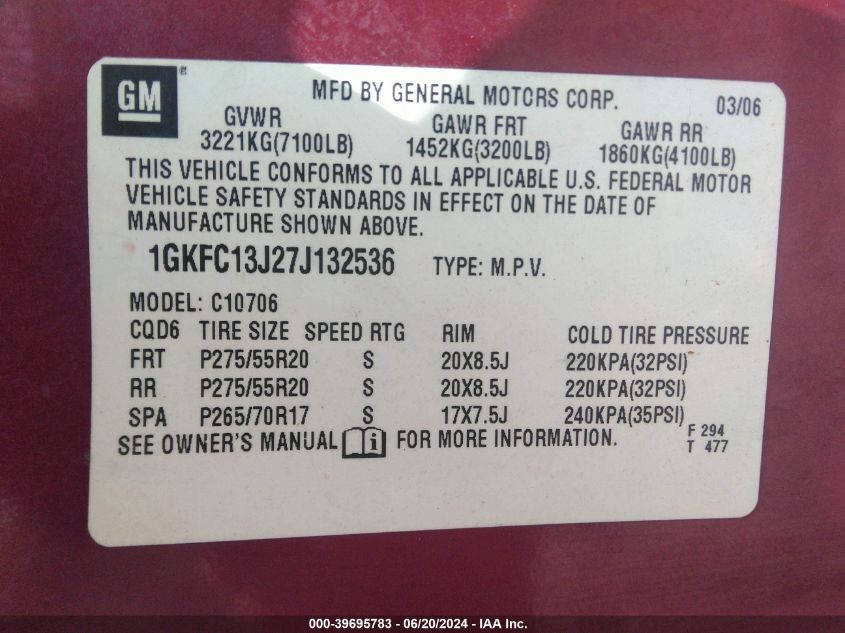 GM®
MFD BY GENERAL MOTORS CORP. 03/06
GVWR GAWR FRT GAWR RR
3221KG(7100LB) 1452KG(3200LB) 1860KG(4100LB)
THIS VEHICLE CONFORMS TO ALL APPLICABLE U.S. FEDERAL MOTOR
VEHICLE SAFETY STANDARDS IN EFFECT ON THE DATE OF
MANUFACTURE SHOWN ABOVE.
1GKFC13J27J132536 TYPE: M.P.V.
MODEL: C10706
CQD6 TIRE SIZE SPEED RTG RIM COLD TIRE PRESSURE
FRT P275/55R20 S 20X8.5J 220KPA(32PSI)
RR P275/55R20 S 20X8.5J 220KPA(32PSI)
SPA P265/70R17 S 17X7.5J 240KPA(35PSI)
SEE OWNER'S MANUAL i FOR MORE INFORMATION.
F 294
T 477
000-39695783 - 06/20/2024 - IAA Inc.